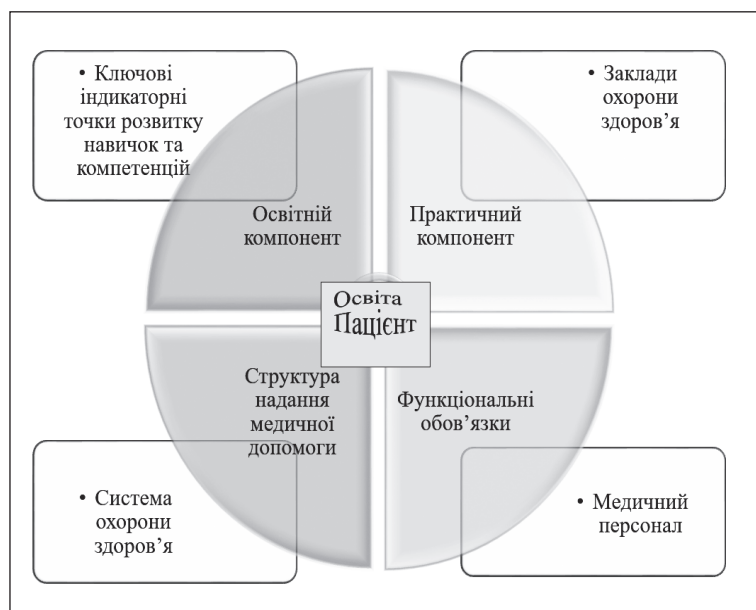 • Ключові
індикаторні
точки розвитку
навичок та
компетенцій
• Заклади
охорони
здоров’я
Освітній
компонент
Практичний
компонент
Освіта
Пацієнт
Структура
надання
медичної
допомоги
Функціональні
обов’язки
• Система
охорони
здоров’я
• Медичний
персонал